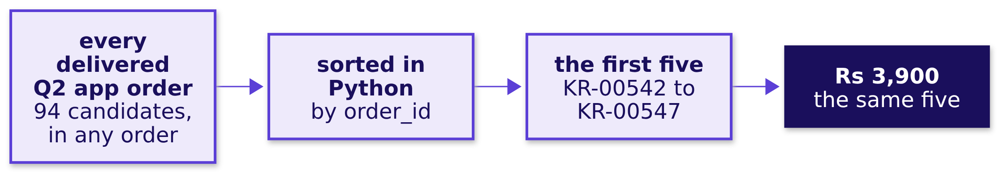 every
delivered
Q2 app order
94 candidates,
in any order
sorted in
Python
by order_id
the first five
KR-00542 to
KR-00547
Rs 3,900
the same five